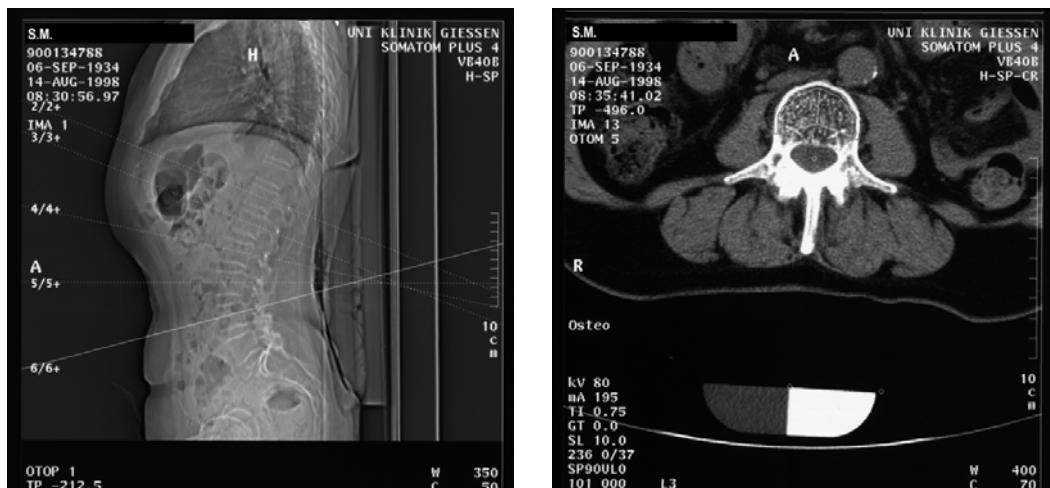 S.M.
900134788
06-SEP-1934
14-AUG-1998
08:30:56.97
2/2+
IMA 1
3/3+
4/4+
A
5/5+
6/6+
OTOP 1
TP -212.5
H
UNI KLINIK GIESSEN
SOMATOM PLUS 4
VB40B
H-SP
10
c
m
W 350
C 50
S.M.
900134788
06-SEP-1934
14-AUG-1998
08:35:41.02
TP -496.0
IMA 13
OTOM 5
A
UNI KLINIK GIESSEN
SOMATOM PLUS 4
VB40B
H-SP-CR
R
Osteo
kV 80
mA 195
TI 0.75
GT 0.0
SL 10.0
236 0/37
SP90UL0
101 000 L3
10
c
m
W 400
C 70